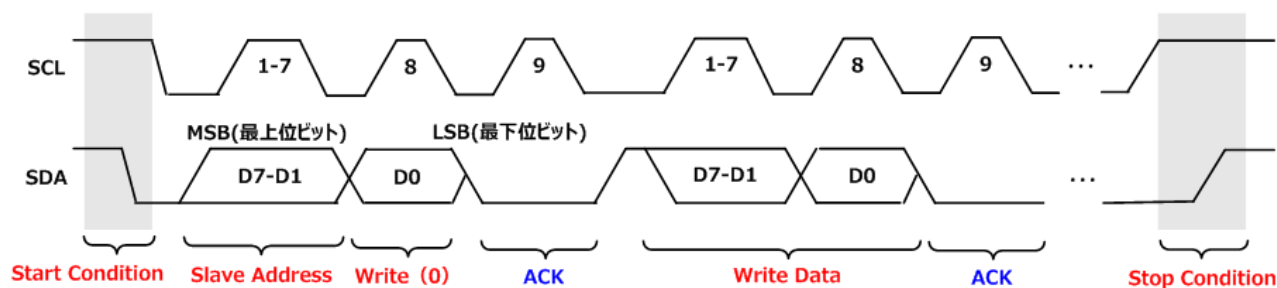 SCL
1-7
8
9
1-7
8
9
...
MSB(最上位ビット)
LSB(最下位ビット)
SDA
D7-D1
D0
D7-D1
D0
...
Start Condition
Slave Address
Write（0）
ACK
Write Data
ACK
Stop Condition